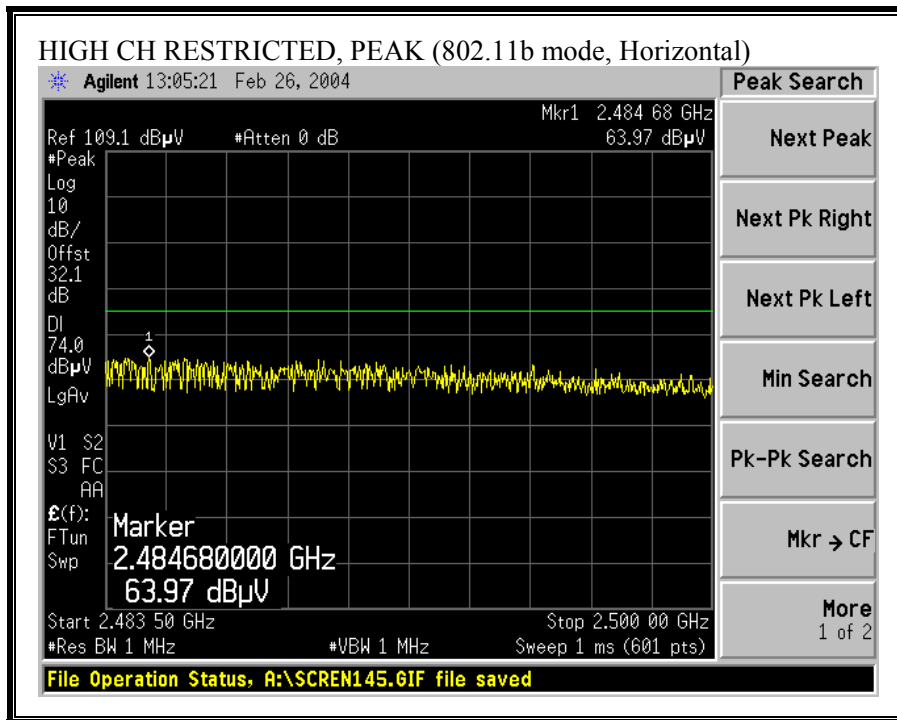 HIGH CH RESTRICTED, PEAK (802.11b mode, Horizontal)
Agilent 13:05:21 Feb 26, 2004
Peak Search
Mkr1 2.484 68 GHz
Ref 109.1 dBµV #Atten 0 dB 63.97 dBµV
#Peak
Log
10
dB/
Offst
32.1
dB
DI
74.0
dBµV
LgAv
1
V1 S2
S3 FC
AA
£(f):
FTun
Swp
Marker
2.484680000 GHz
63.97 dBµV
Start 2.483 50 GHz Stop 2.500 00 GHz
#Res BW 1 MHz #VBW 1 MHz Sweep 1 ms (601 pts)
Next Peak
Next Pk Right
Next Pk Left
Min Search
Pk-Pk Search
Mkr → CF
More
1 of 2
File Operation Status, A:\SCREN145.GIF file saved